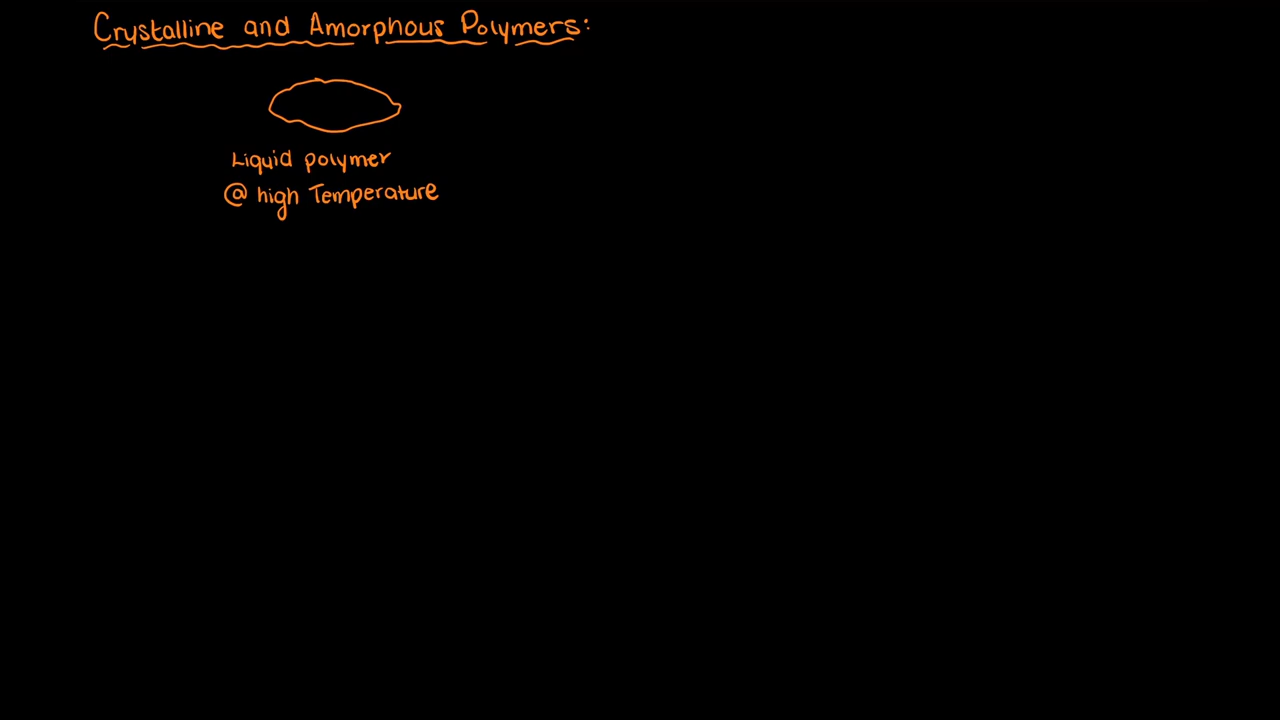 Crystalline and Amorphous Polymers:
Liquid polymer
@ high Temperature